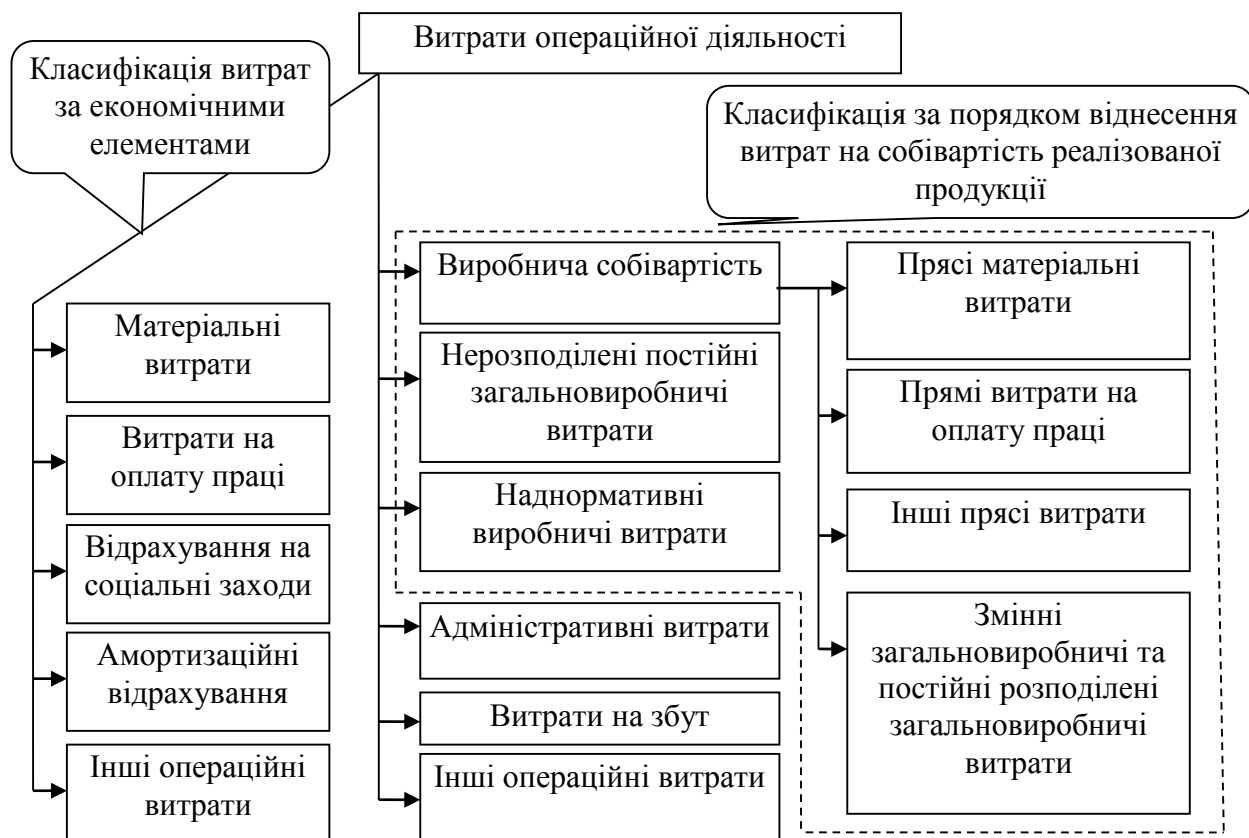 Витрати операційної діяльності
Класифікація витрат
за економічними
елементами
Класифікація за порядком віднесення
витрат на собівартість реалізованої
продукції
Матеріальні
витрати
Витрати на
оплату праці
Відрахування на
соціальні заходи
Амортизаційні
відрахування
Інші операційні
витрати
Виробнича собівартість
Нерозподілені постійні
загальновиробничі
витрати
Наднормативні
виробничі витрати
Адміністративні витрати
Витрати на збут
Інші операційні витрати
Прясі матеріальні
витрати
Прямі витрати на
оплату праці
Інші прясі витрати
Змінні
загальновиробничі та
постійні розподілені
загальновиробничі
витрати